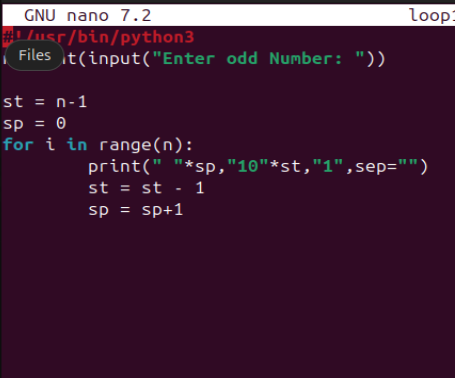 GNU nano 7.2 loop1
#!/usr/bin/python3
Files t(input("Enter odd Number: "))
st = n-1
sp = 0
for i in range(n):
print(" "*sp,"10"*st,"1",sep="")
st = st - 1
sp = sp+1